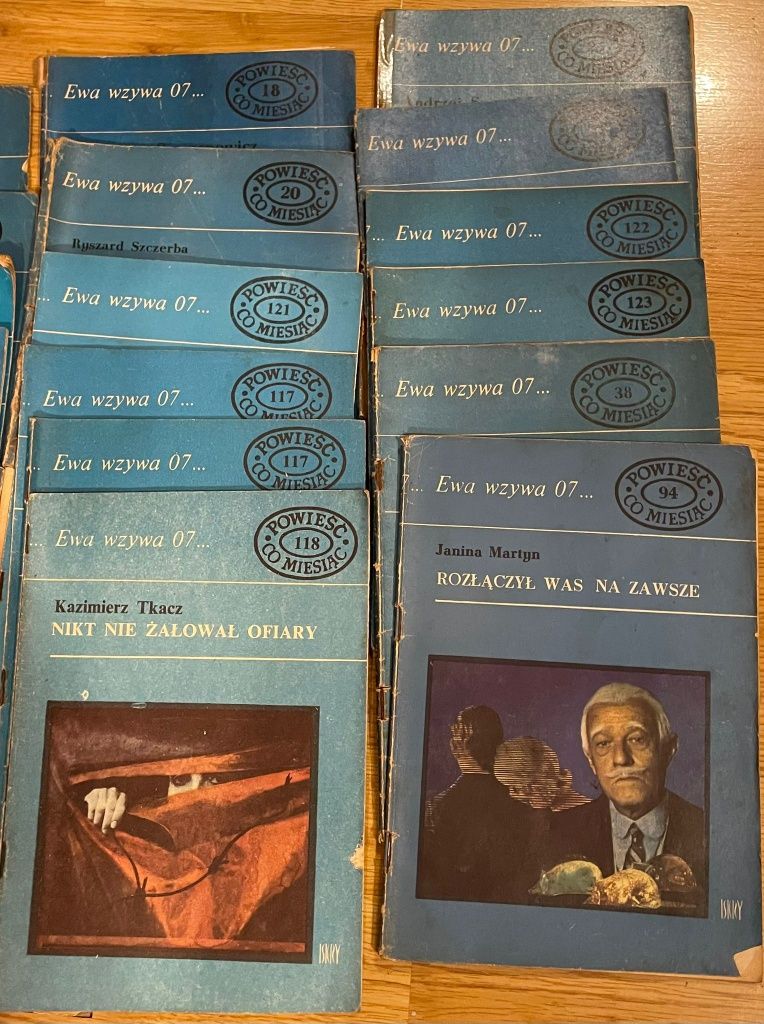 Ewa wzywa 07...
POWIEŚĆ
18
CO MIESIĄC
Ewa wzywa 07...
POWIEŚĆ
20
CO MIESIĄC
Ryszard Szczerba
... Ewa wzywa 07...
POWIEŚĆ
121
CO MIESIĄC
Ewa wzywa 07...
POWIEŚĆ
117
CO MIESIĄC
Ewa wzywa 07...
POWIEŚĆ
117
CO MIESIĄC
... Ewa wzywa 07...
POWIEŚĆ
118
CO MIESIĄC
Kazimierz Tkacz
NIKT NIE ŻAŁOWAŁ OFIARY
ISKRY
Ewa wzywa 07...
CO MIESIĄC
Andrzej
Ewa wzywa 07...
7... Ewa wzywa 07...
POWIEŚĆ
122
CO MIESIĄC
... Ewa wzywa 07...
POWIEŚĆ
123
CO MIESIĄC
Ewa wzywa 07...
POWIEŚĆ
38
CO MIESIĄC
7... Ewa wzywa 07...
POWIEŚĆ
94
CO MIESIĄC
Janina Martyn
ROZŁĄCZYŁ WAS NA ZAWSZE
ISKRY